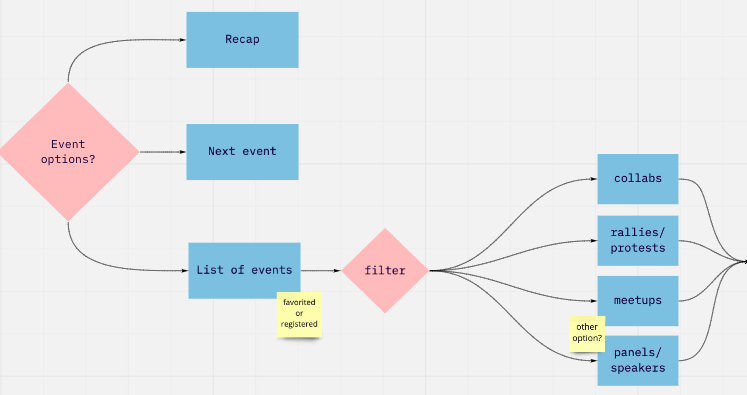 Recap
Event
options?
Next event
List of events
favorited
or
registered
filter
collabs
rallies/
protests
meetups
other
option?
panels/
speakers